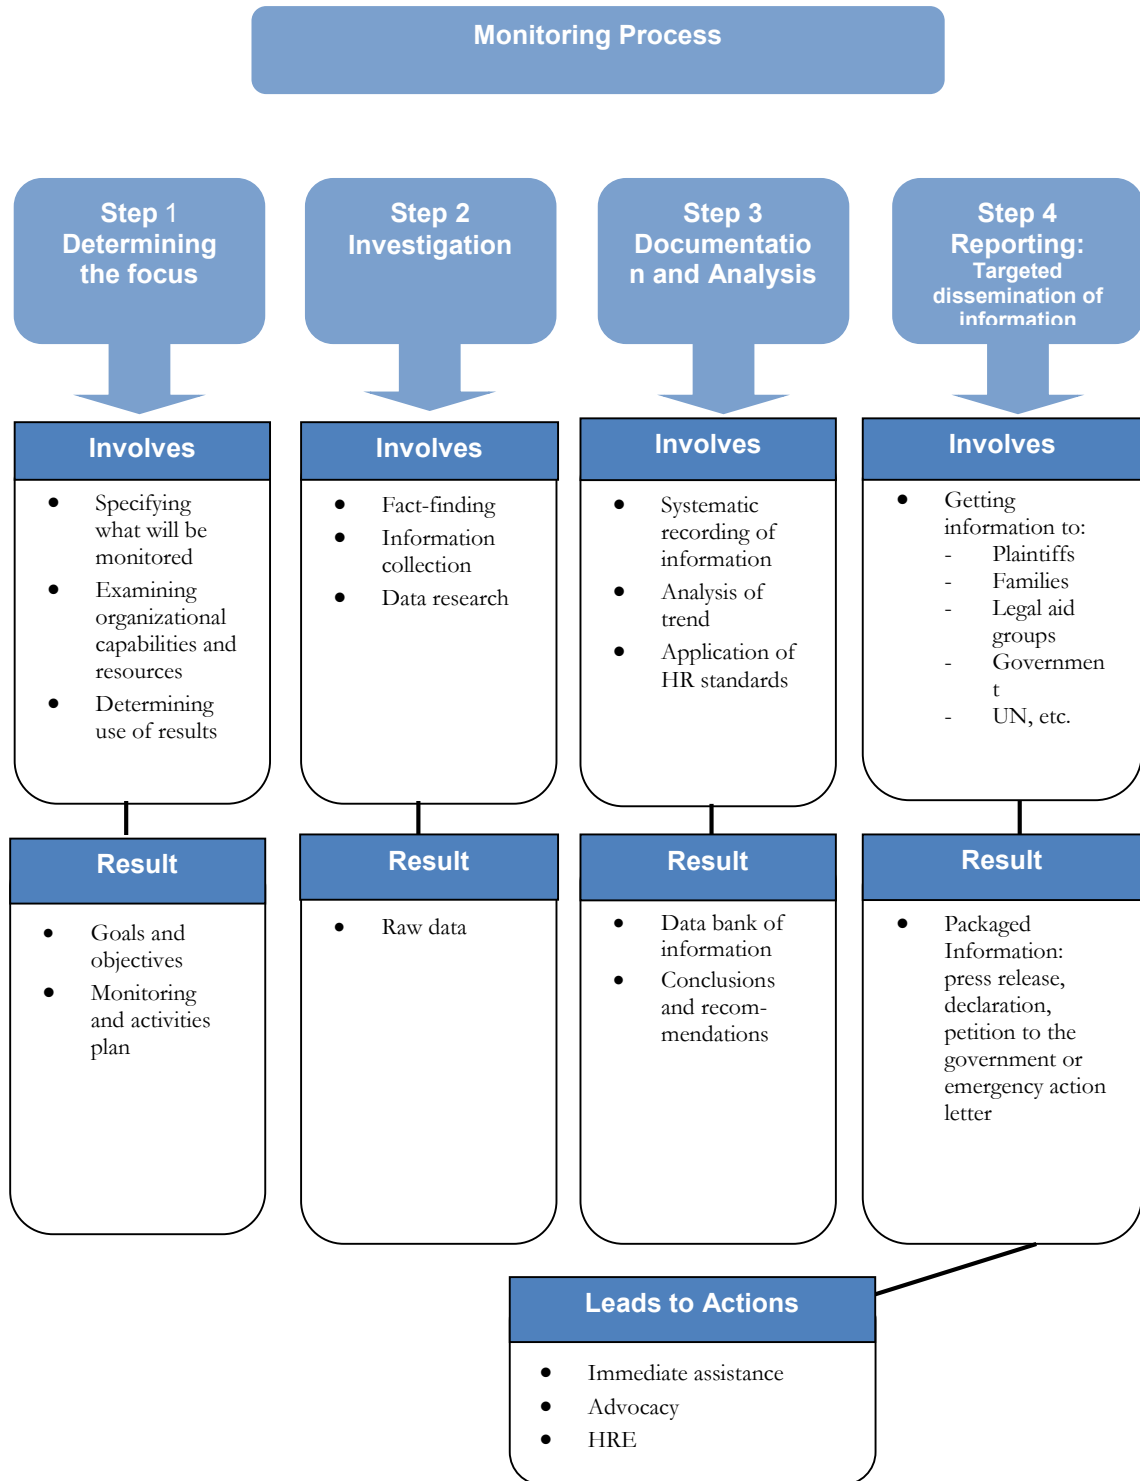 Monitoring Process
Step 1
Determining
the focus
Step 2
Investigation
Step 3
Documentatio
n and Analysis
Step 4
Reporting:
Targeted
dissemination of
information
Involves
• Specifying
what will be
monitored
• Examining
organizational
capabilities and
resources
• Determining
use of results
Involves
• Fact-finding
• Information
collection
• Data research
Involves
• Systematic
recording of
information
• Analysis of
trend
• Application of
HR standards
Involves
• Getting
information to:
- Plaintiffs
- Families
- Legal aid
groups
- Governmen
t
- UN, etc.
Result
• Goals and
objectives
• Monitoring
and activities
plan
Result
• Raw data
Result
• Data bank of
information
• Conclusions
and recom-
mendations
Result
• Packaged
Information:
press release,
declaration,
petition to the
government or
emergency action
letter
Leads to Actions
• Immediate assistance
• Advocacy
• HRE